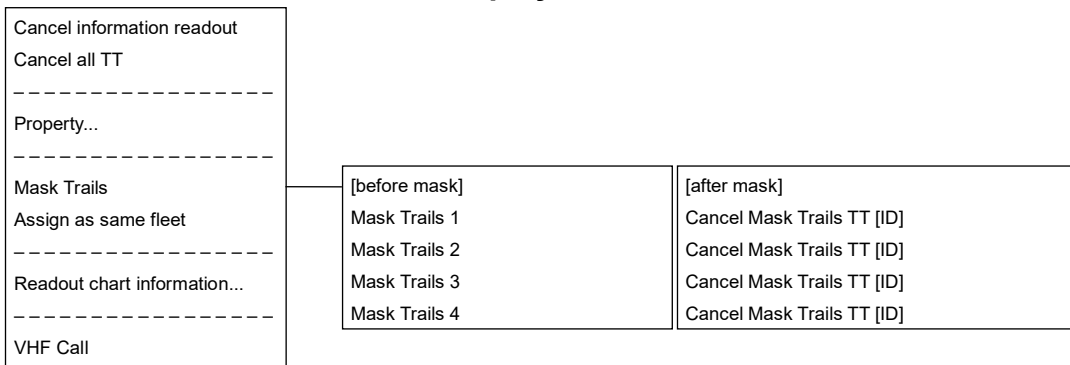 Cancel information readout
Cancel all TT
Property...
Mask Trails
Assign as same fleet
Readout chart information...
VHF Call
[before mask]
Mask Trails 1
Mask Trails 2
Mask Trails 3
Mask Trails 4
[after mask]
Cancel Mask Trails TT [ID]
Cancel Mask Trails TT [ID]
Cancel Mask Trails TT [ID]
Cancel Mask Trails TT [ID]